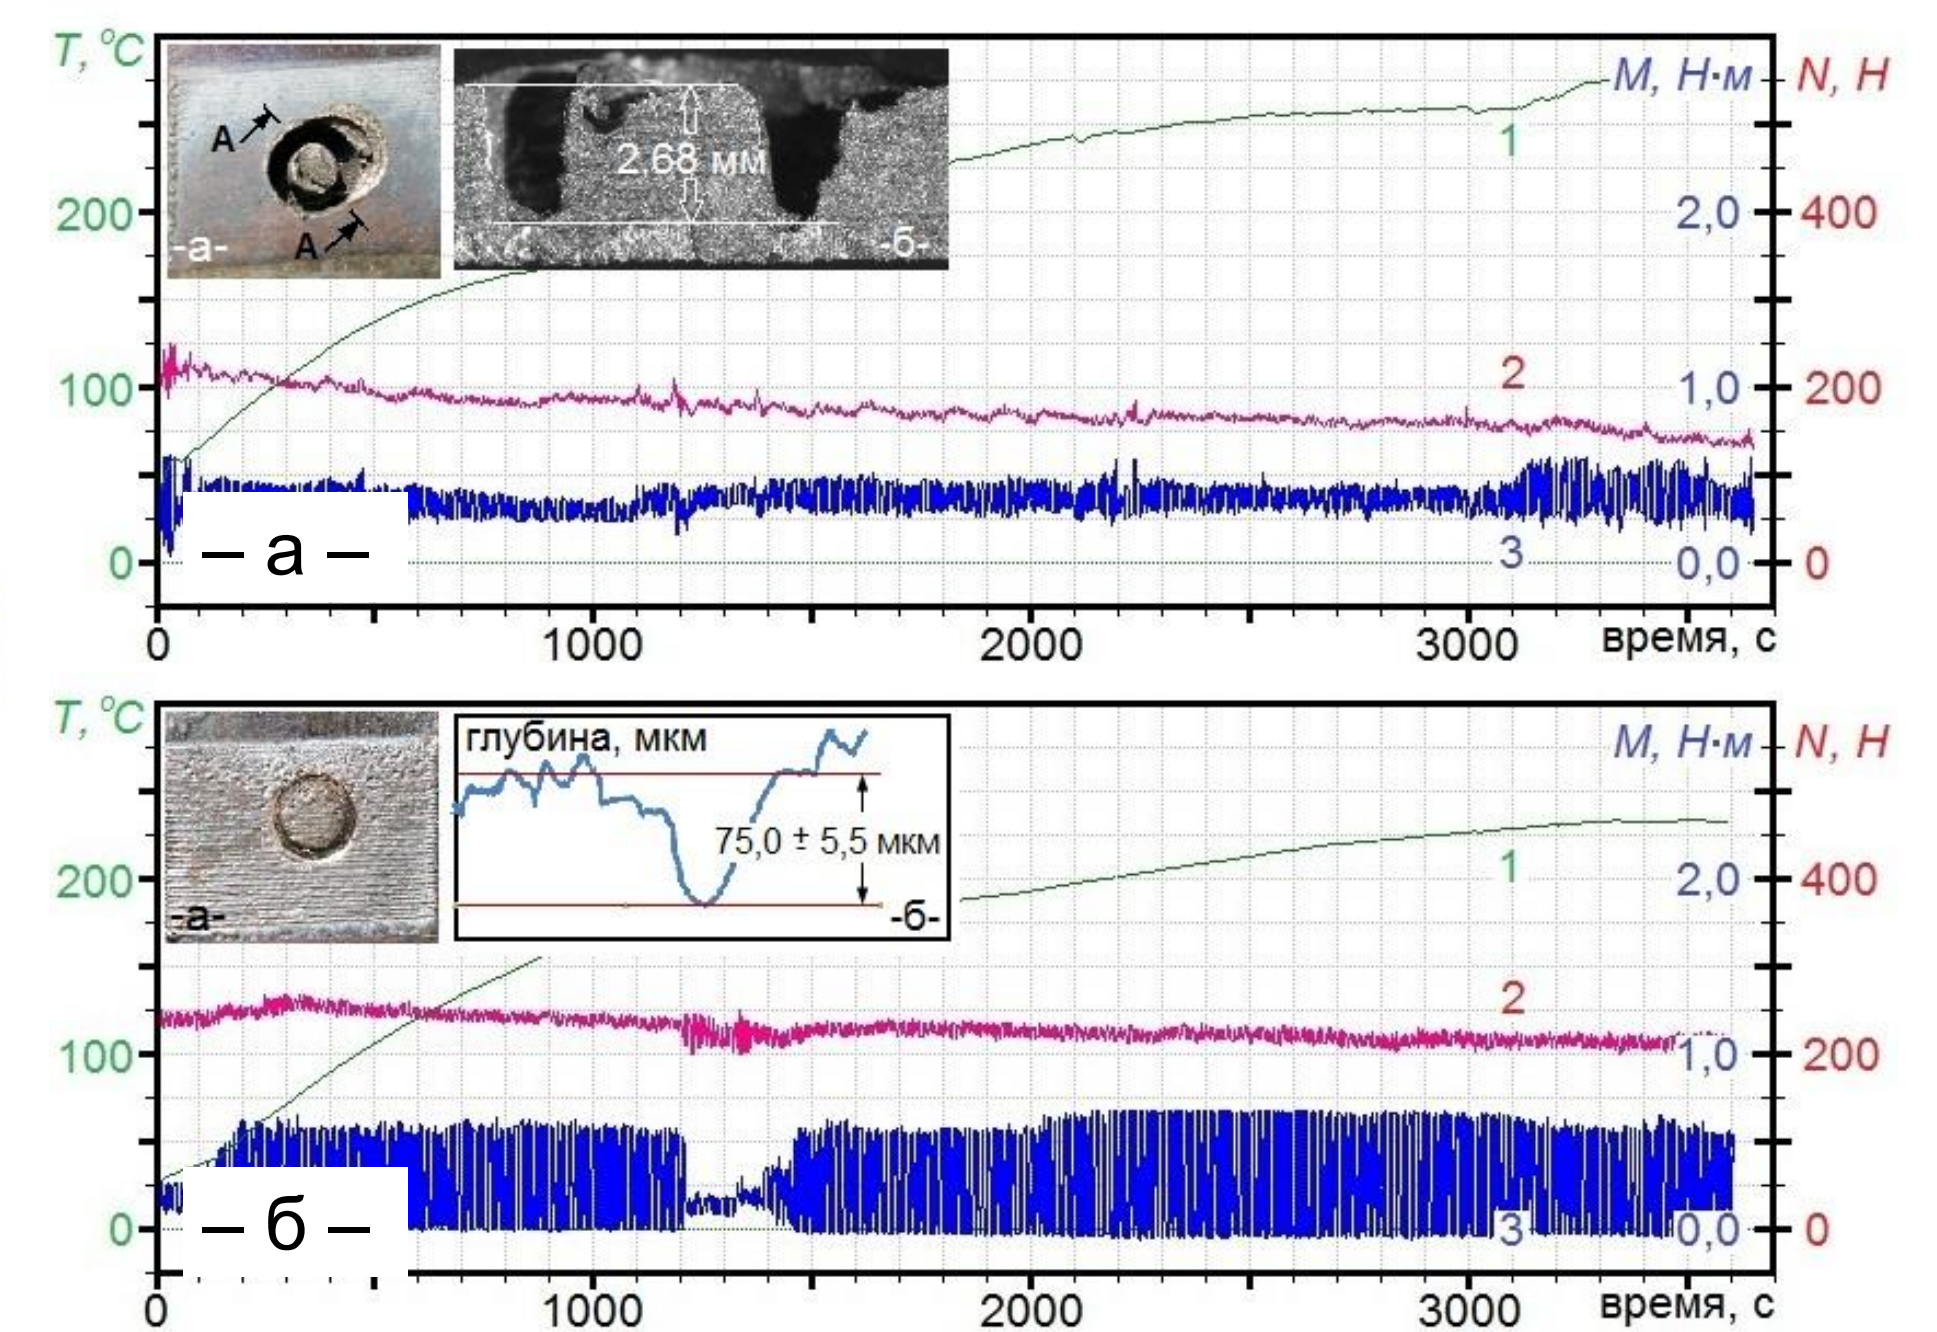 T, °C
М, Н·м
N, Н
А
А
-а-
2,68 мм
-б-
1
200
2,0
400
2
100
1,0
200
– а –
3
0
0,0
0
0
1000
2000
3000
время, с
T, °C
М, Н·м
N, Н
-а-
глубина, мкм
75,0 ± 5,5 мкм
-б-
1
200
2,0
400
2
100
1,0
200
– б –
3
0
0,0
0
0
1000
2000
3000
время, с